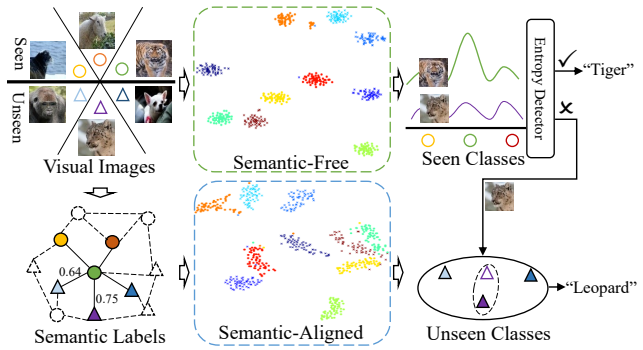 Seen
Unseen
Visual Images
Semantic-Free
Seen Classes
Entropy Detector
"Tiger"
0.64
0.75
Semantic Labels
Semantic-Aligned
Unseen Classes
"Leopard"